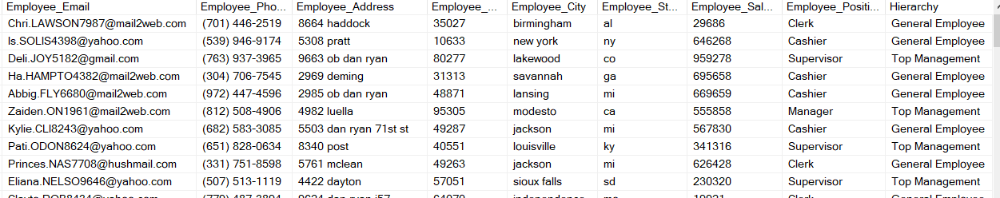 Employee_Email Employee_Pho... Employee_Address Employee_... Employee_City Employee_St... Employee_Sal... Employee_Positi... Hierarchy
Chri.LAWSON7987@mail2web.com (701) 446-2519 8664 haddock 35027 birmingham al 29686 Clerk General Employee
Is.SOLIS4398@yahoo.com (539) 946-9174 5308 pratt 10633 new york ny 646268 Cashier General Employee
Deli.JOY5182@gmail.com (763) 937-3965 9663 ob dan ryan 80277 lakewood co 959278 Supervisor Top Management
Ha.HAMPTO4382@mail2web.com (304) 706-7545 2969 deming 31313 savannah ga 695658 Cashier General Employee
Abbig.FLY6680@mail2web.com (972) 447-4596 2985 ob dan ryan 48871 lansing mi 669659 Cashier General Employee
Zaiden.ON1961@mail2web.com (812) 508-4906 4982 luella 95305 modesto ca 555858 Manager Top Management
Kylie.CLI8243@yahoo.com (682) 583-3085 5503 dan ryan 71st st 49287 jackson mi 567830 Cashier General Employee
Pati.ODON8624@yahoo.com (651) 828-0634 8340 post 40551 louisville ky 341316 Supervisor Top Management
Princes.NAS7708@hushmail.com (331) 751-8598 5761 mclean 49263 jackson mi 626428 Clerk General Employee
Eliana.NELSO9646@yahoo.com (507) 513-1119 4422 dayton 57051 sioux falls sd 230320 Supervisor Top Management